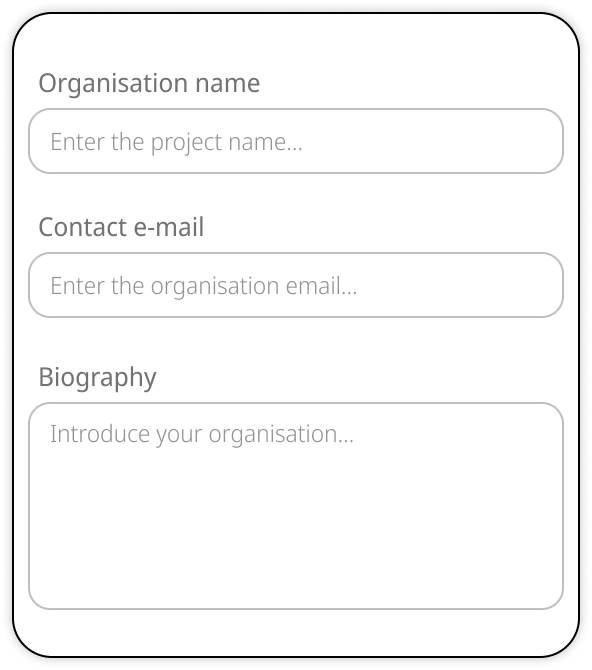 Organisation name
Enter the project name...
Contact e-mail
Enter the organisation email...
Biography
Introduce your organisation...